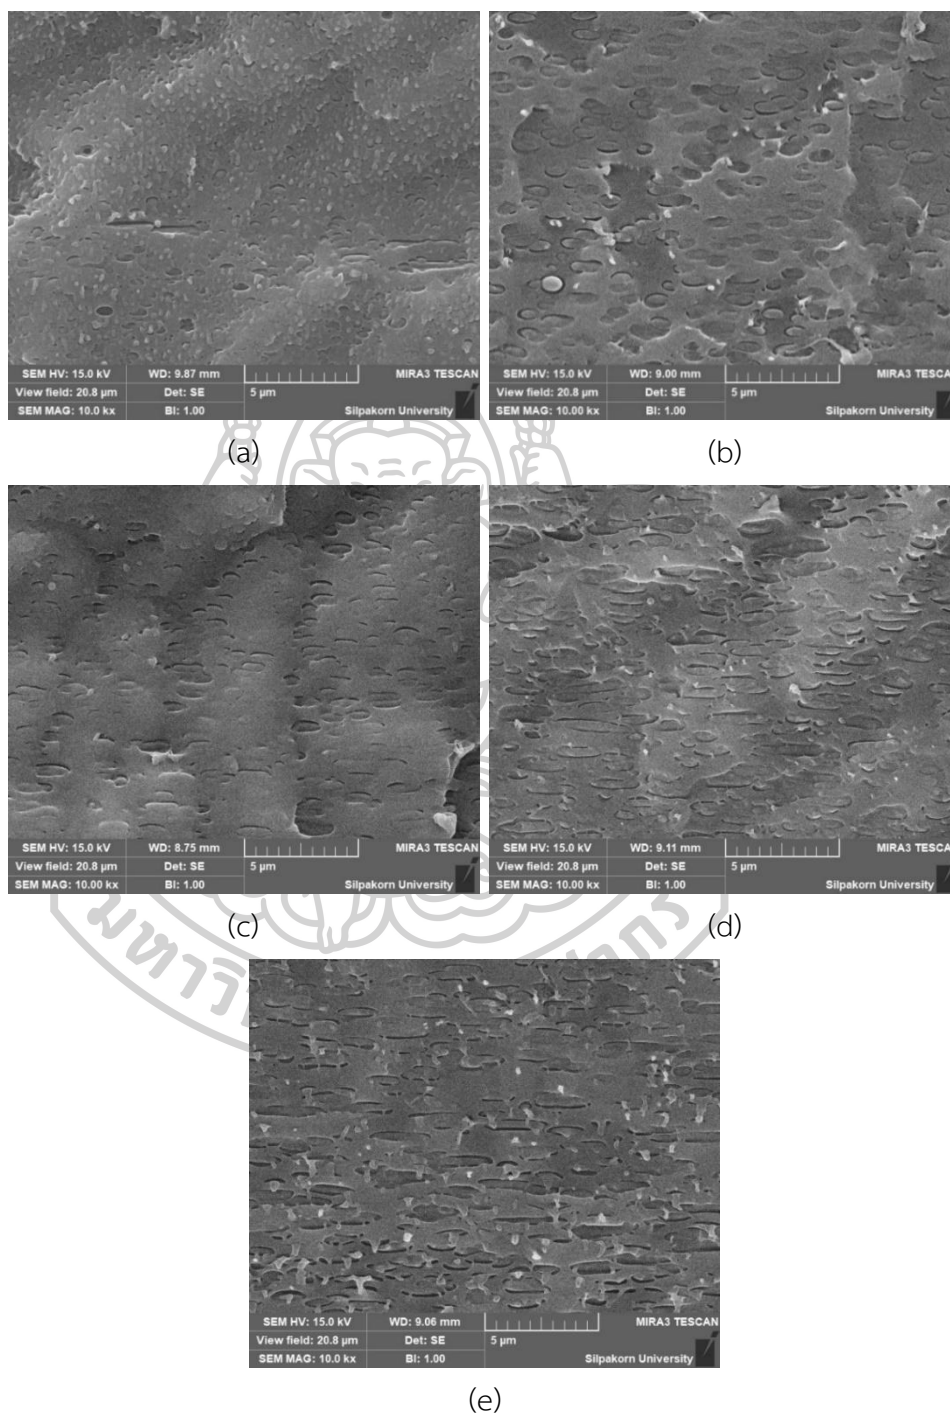 SEM HV: 15.0 kV WD: 9.87 mm MIRA3 TESCAN
View field: 20.8 µm Det: SE 5 µm
SEM MAG: 10.0 kx BI: 1.00 Silpakorn University
(a)
SEM HV: 15.0 kV WD: 9.00 mm MIRA3 TESCAN
View field: 20.8 µm Det: SE 5 µm
SEM MAG: 10.00 kx BI: 1.00 Silpakorn University
(b)
SEM HV: 15.0 kV WD: 8.75 mm MIRA3 TESCAN
View field: 20.8 µm Det: SE 5 µm
SEM MAG: 10.00 kx BI: 1.00 Silpakorn University
(c)
SEM HV: 15.0 kV WD: 9.11 mm MIRA3 TESCAN
View field: 20.8 µm Det: SE 5 µm
SEM MAG: 10.00 kx BI: 1.00 Silpakorn University
(d)
SEM HV: 15.0 kV WD: 9.06 mm MIRA3 TESCAN
View field: 20.8 µm Det: SE 5 µm
SEM MAG: 10.0 kx BI: 1.00 Silpakorn University
(e)